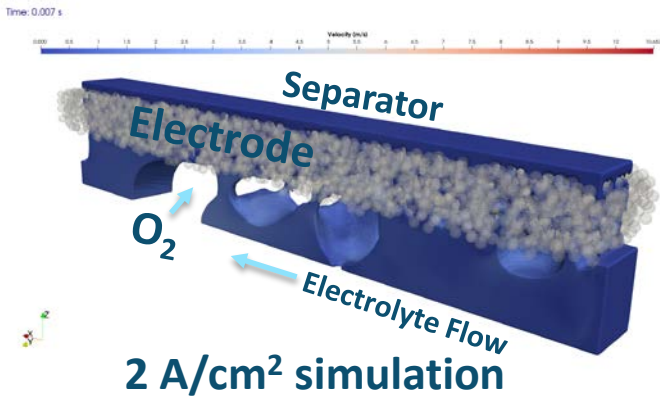 Time: 0.007 s
Velocity (m/s)
Separator
Electrode
O₂
Electrolyte Flow
2 A/cm² simulation